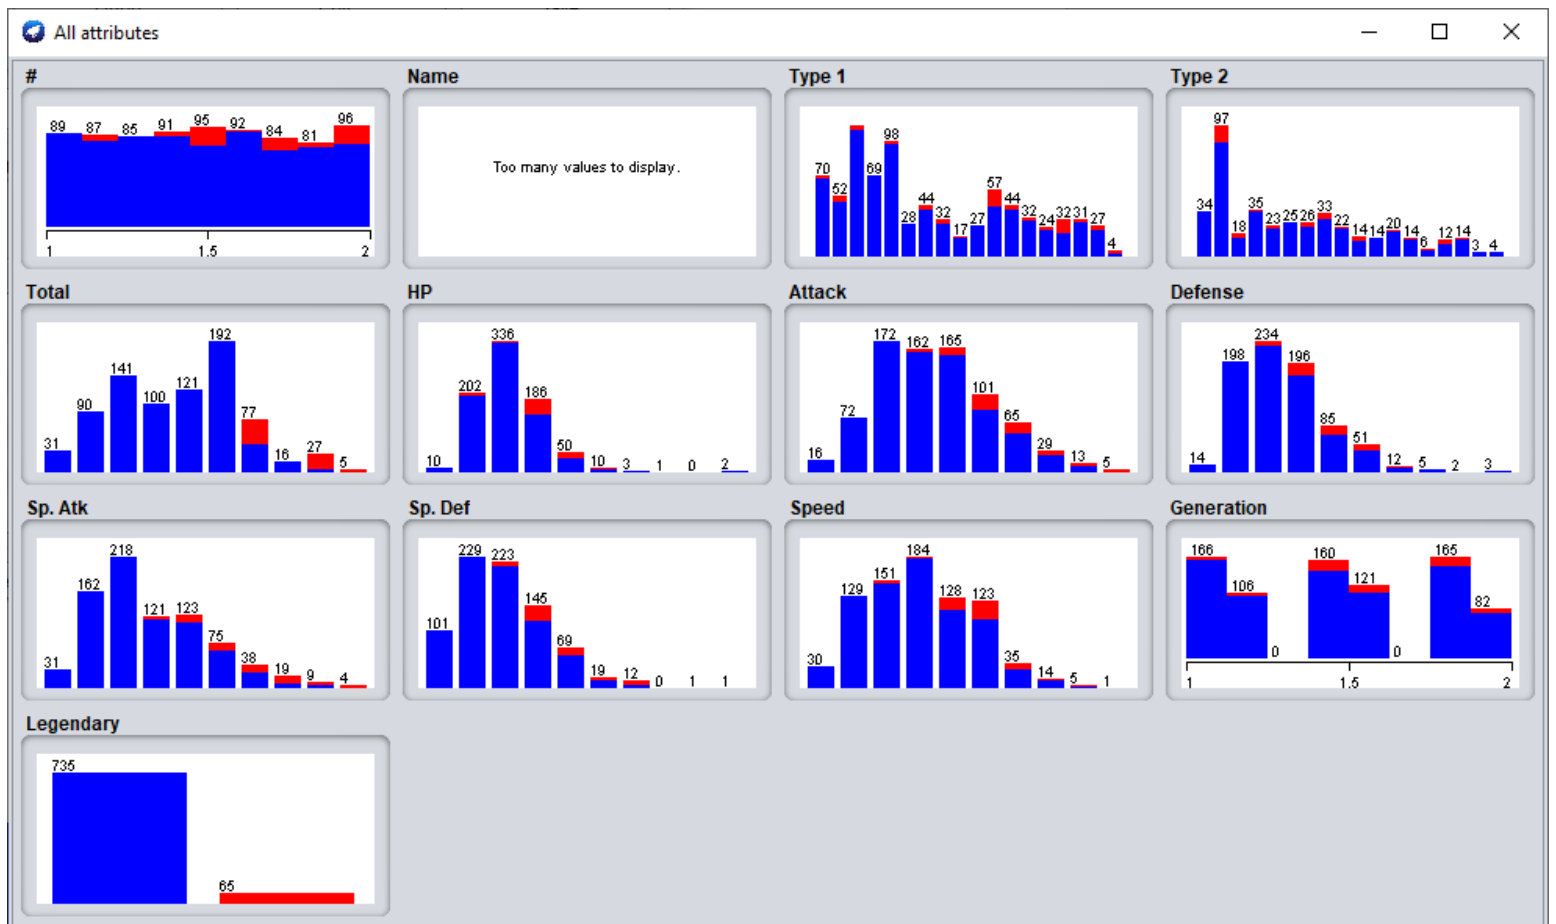 All attributes
# Name Type 1 Type 2
89 87 85 91 95 92 84 81 96
1 1.5 2
Too many values to display.
70 52 69 98 28 44 32 17 27 57 44 32 24 32 31 27 4
34 97 18 35 23 25 26 33 22 14 14 20 14 6 12 14 3 4
Total HP Attack Defense
31 90 141 100 121 192 77 16 27 5
10 202 336 186 50 10 3 1 0 2
16 72 172 162 165 101 65 29 13 5
14 198 234 196 85 51 12 5 2 3
Sp. Atk Sp. Def Speed Generation
31 162 218 121 123 75 38 19 9 4
101 229 223 145 69 19 12 0 1 1
30 129 151 184 128 123 35 14 5 1
166 106 0 160 121 0 165 82
1 1.5 2
Legendary
735 65